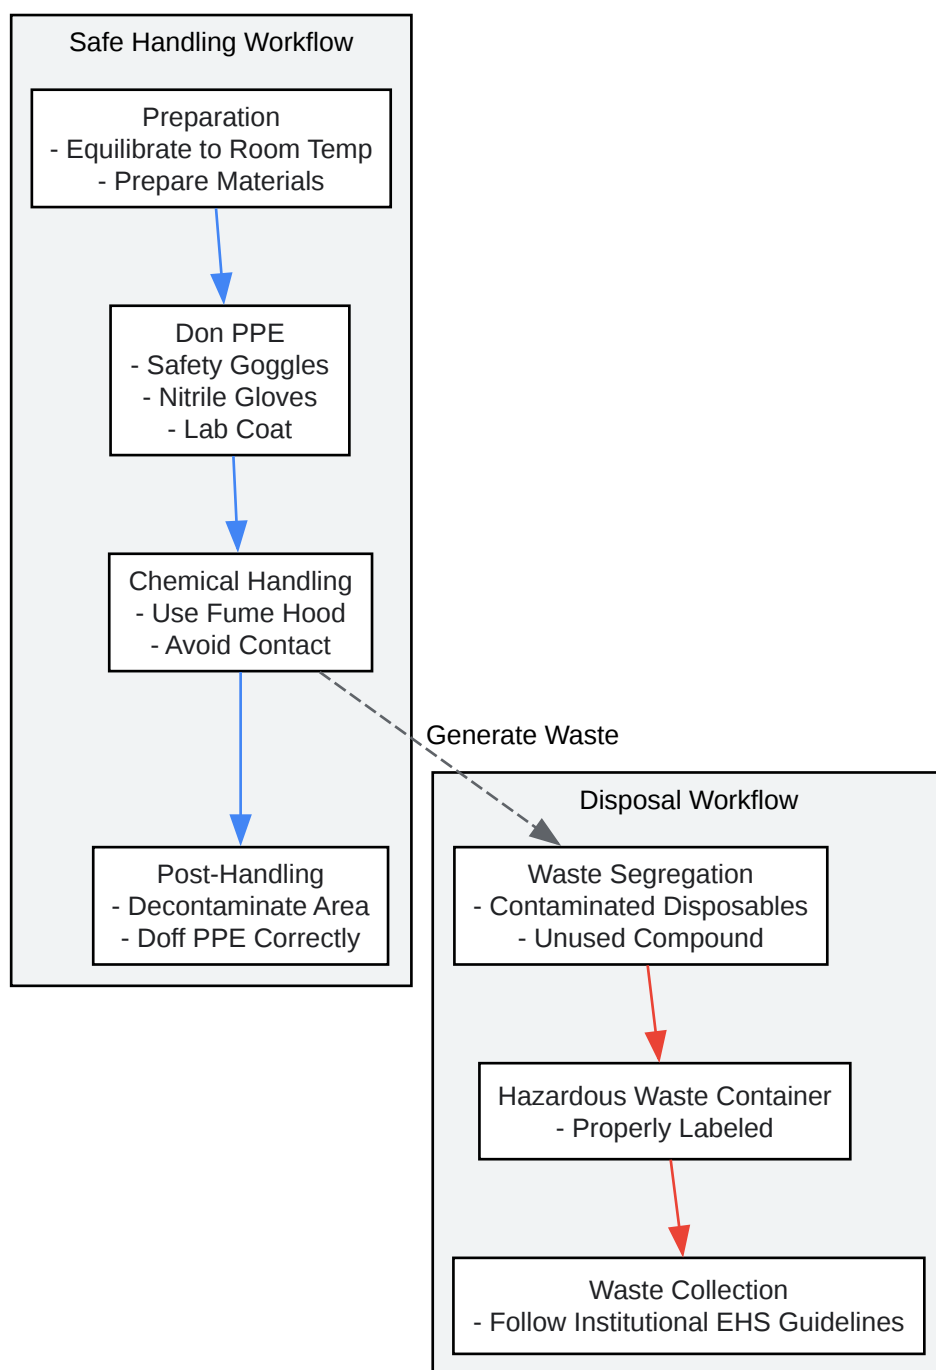 Safe Handling Workflow
Preparation
- Equilibrate to Room Temp
- Prepare Materials
Don PPE
- Safety Goggles
- Nitrile Gloves
- Lab Coat
Chemical Handling
- Use Fume Hood
- Avoid Contact
Generate Waste
Post-Handling
- Decontaminate Area
- Doff PPE Correctly
Disposal Workflow
Waste Segregation
- Contaminated Disposables
- Unused Compound
Hazardous Waste Container
- Properly Labeled
Waste Collection
- Follow Institutional EHS Guidelines